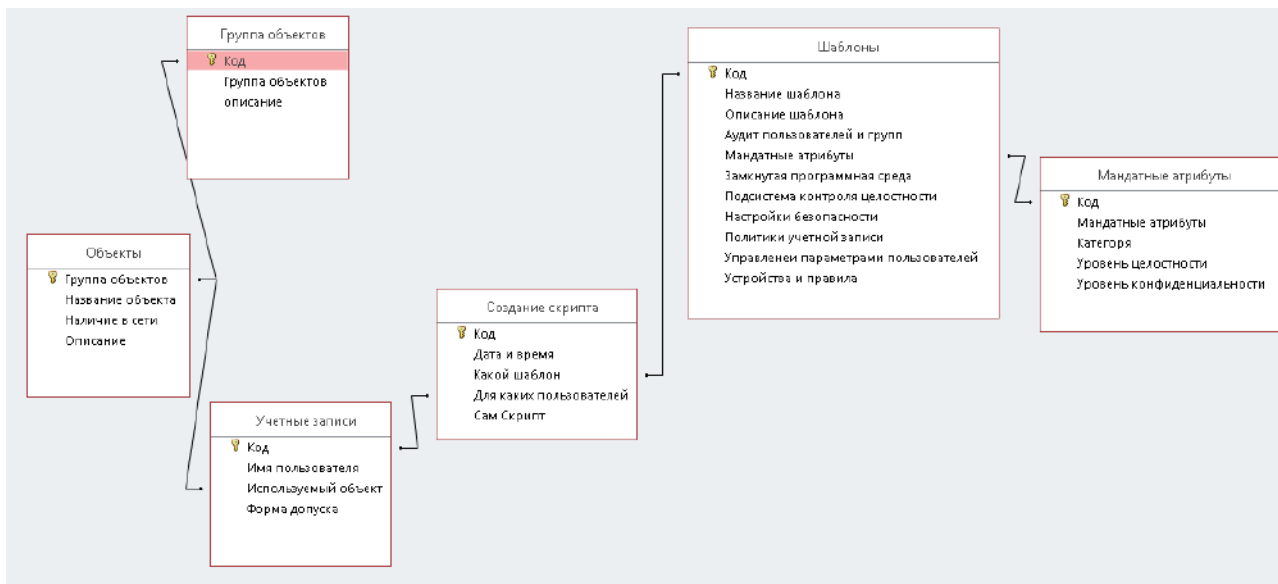 Группа объектов
Код
Группа объектов
описание
Шаблоны
Код
Название шаблона
Описание шаблона
Аудит пользователей и групп
Мандатные атрибуты
Замкнутая программная среда
Подсистема контроля целостности
Настройки безопасности
Политики учетной записи
Управленеи параметрами пользователей
Устройства и правила
Мандатные атрибуты
Код
Мандатные атрибуты
Категоря
Уровень целостности
Уровень конфиденциальности
Объекты
Группа объектов
Название объекта
Наличие в сети
Описание
Создание скрипта
Код
Дата и время
Какой шаблон
Для каких пользователей
Сам Скрипт
Учетные записи
Код
Имя пользователя
Используемый объект
Форма допуска